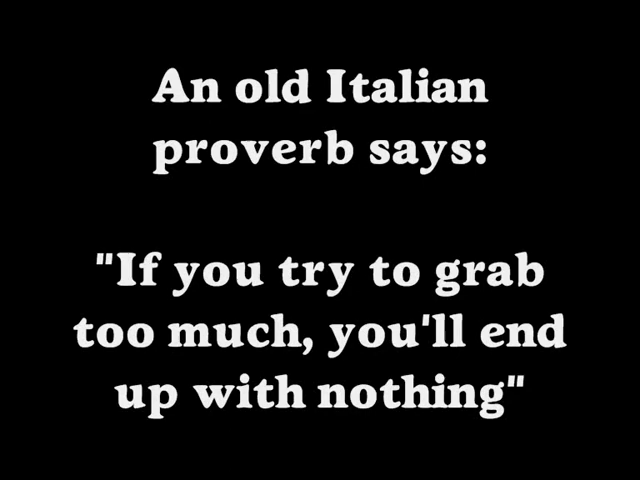 An old Italian
proverb says:
"If you try to grab
too much, you'll end
up with nothing"